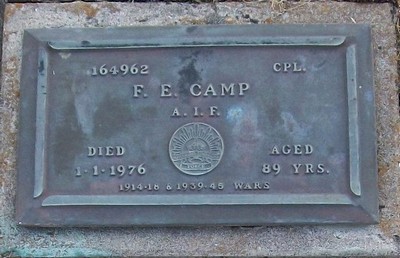 164962 CPL.
F. E. CAMP
A. I. F.
DIED AGED
1·1·1976 89 YRS.
1914-18 & 1939-45 WARS